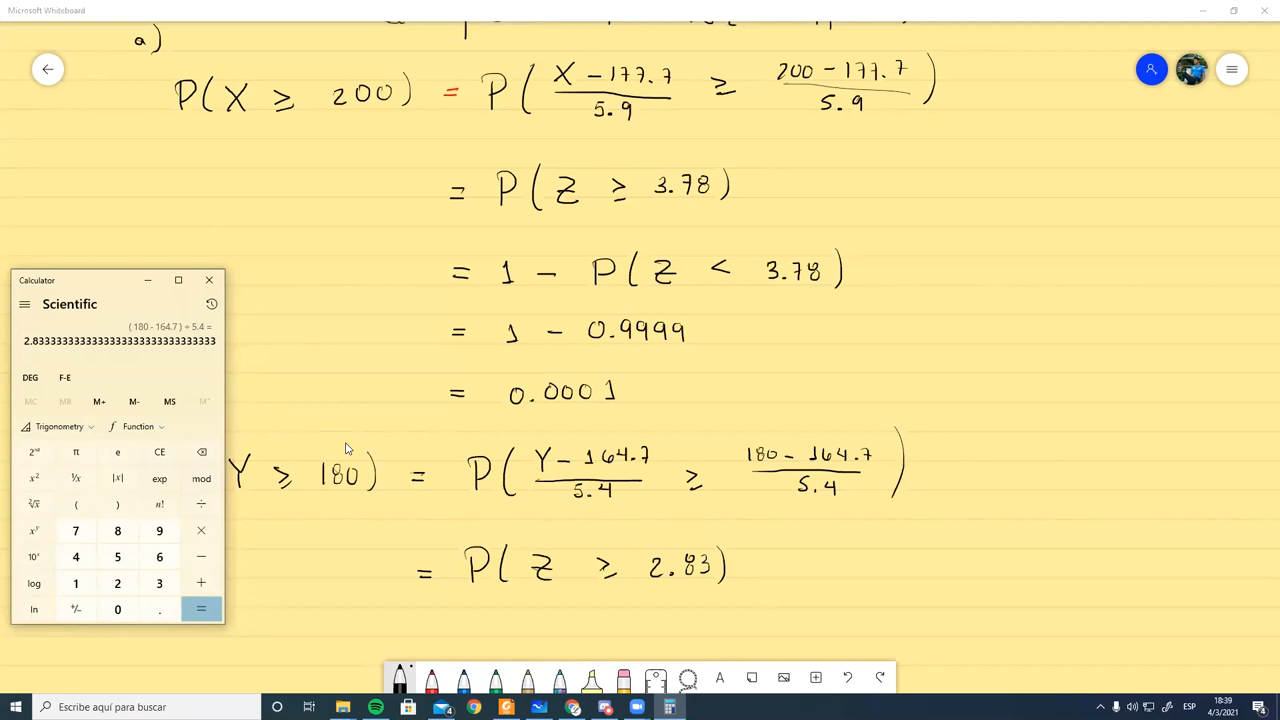 Microsoft Whiteboard
a)
P(X ≥ 200) = P( (X - 177.7)/5.9 ≥ (200 - 177.7)/5.9 )
= P(Z ≥ 3.78)
= 1 - P(Z < 3.78)
= 1 - 0.9999
= 0.0001
Y ≥ 180) = P( (Y - 164.7)/5.4 ≥ (180 - 164.7)/5.4 )
= P(Z ≥ 2.83)
Calculator
Scientific
(180 - 164.7) ÷ 5.4 =
2.8333333333333333333333333333333
DEG F-E
MC MR M+ M- MS M˅
Trigonometry f Function
2ⁿᵈ π e CE
x² ¹/x |x| exp mod
²√x ( ) n! ÷
xʸ 7 8 9 ×
10ˣ 4 5 6 −
log 1 2 3 +
ln +/- 0 . =
A
Escribe aquí para buscar
4
ESP
18:39
4/3/2021